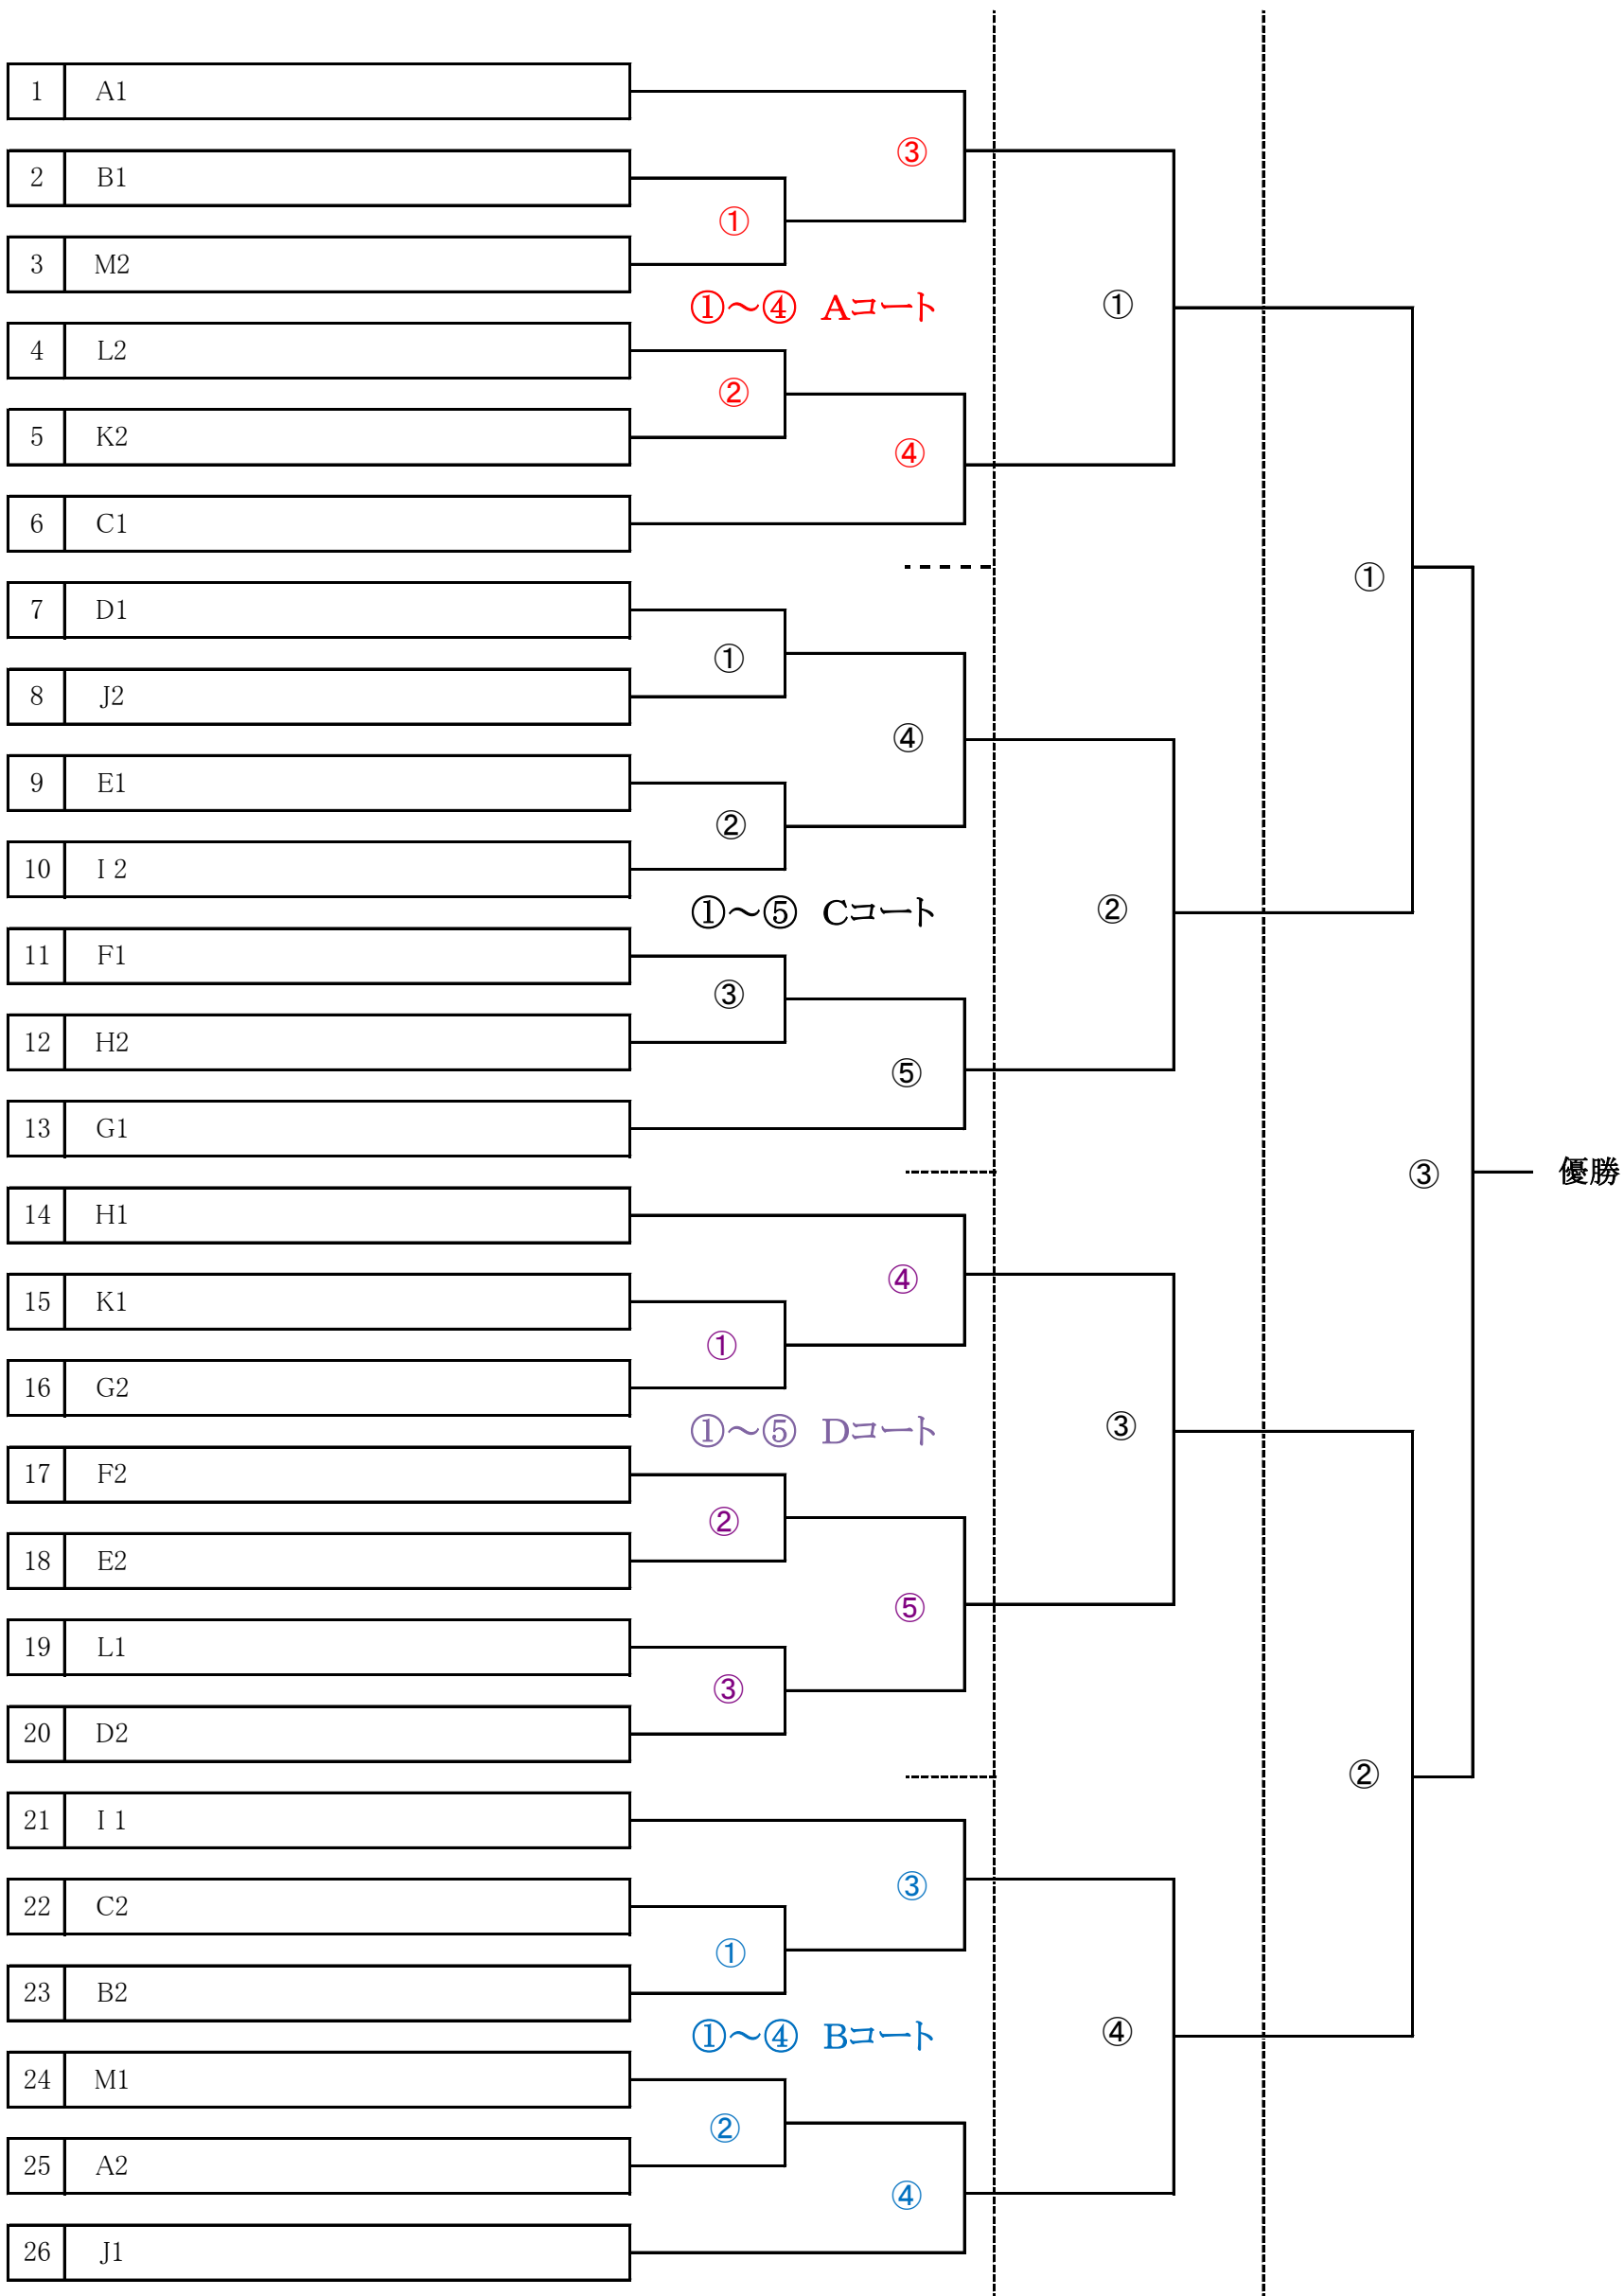 1 A1
③
2 B1
①
3 M2
①～④ Aコート
①
4 L2
②
5 K2
④
6 C1
①
7 D1
①
8 J2
④
9 E1
②
10 I 2
①～⑤ Cコート
②
11 F1
③
12 H2
⑤
13 G1
③ 優勝
14 H1
④
15 K1
①
16 G2
①～⑤ Dコート
③
17 F2
②
18 E2
⑤
19 L1
③
20 D2
②
21 I 1
③
22 C2
①
23 B2
①～④ Bコート
④
24 M1
②
25 A2
④
26 J1